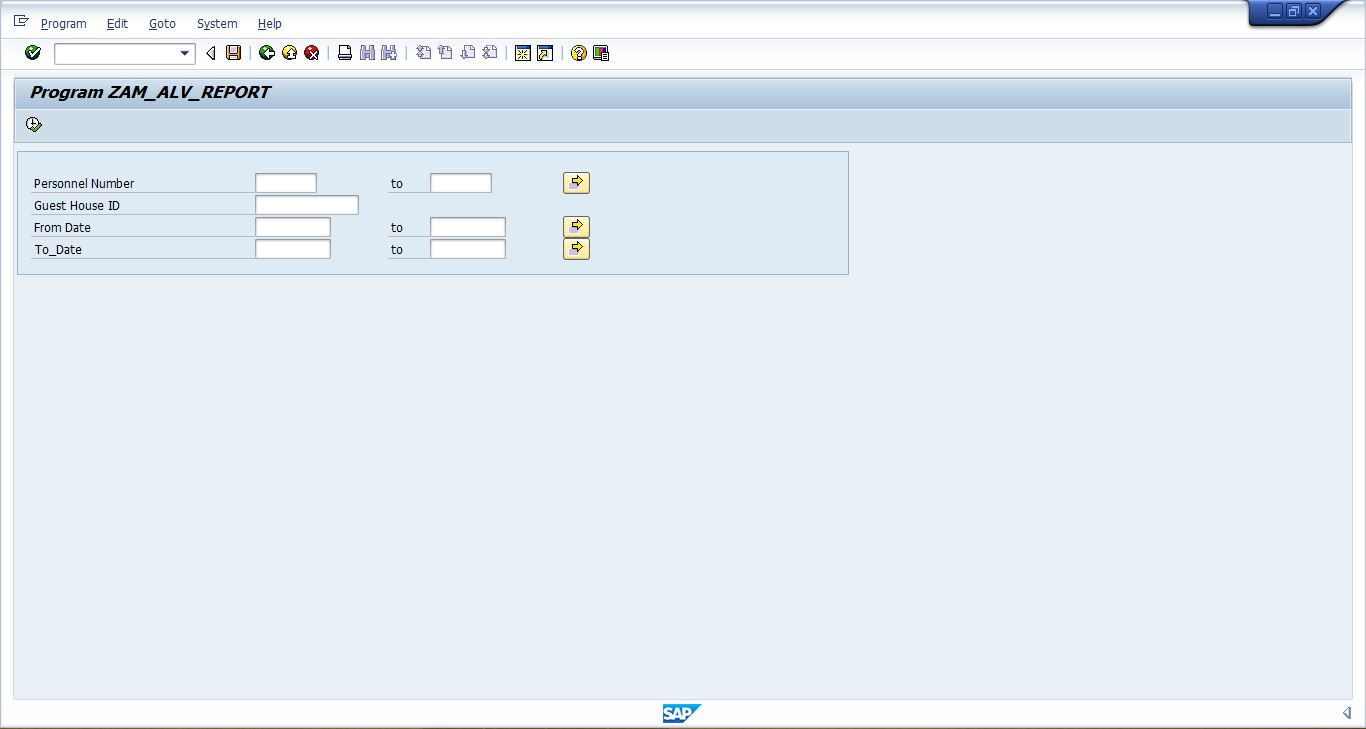 Program Edit Goto System Help
Program ZAM_ALV_REPORT
Personnel Number to
Guest House ID
From Date to
To_Date to
SAP